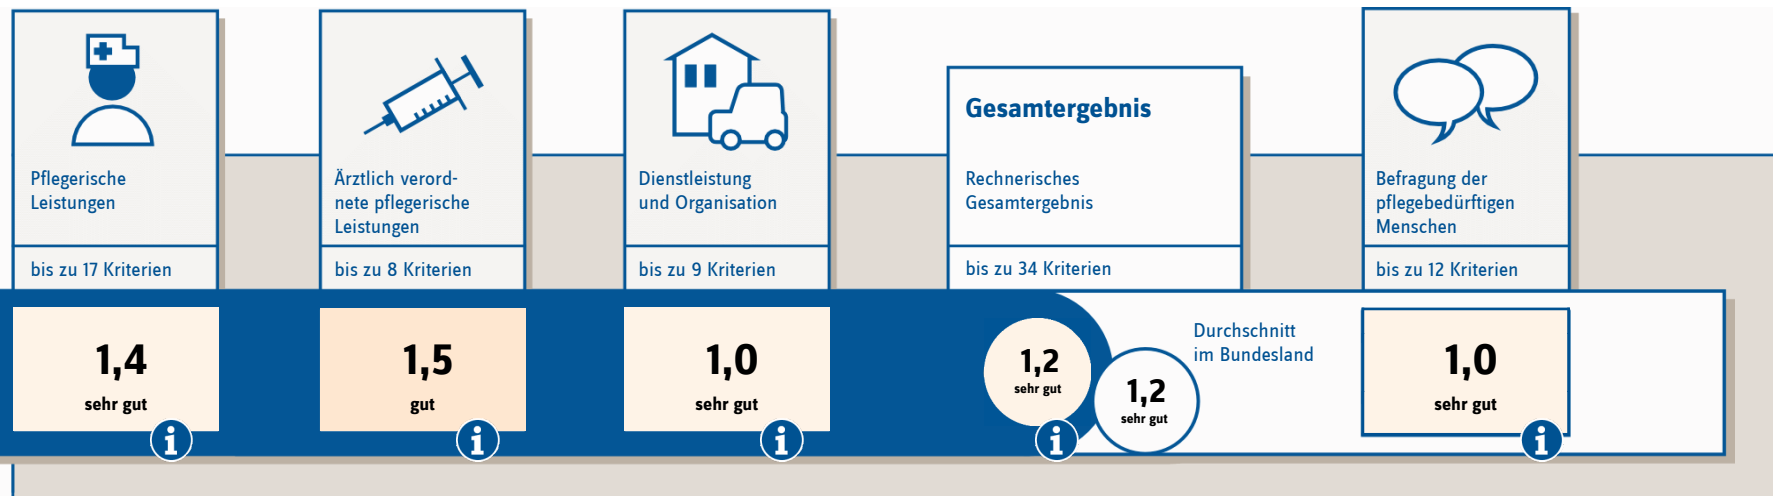 Pflegerische
Leistungen
bis zu 17 Kriterien
1,4
sehr gut
i
Ärztlich verord-
nete pflegerische
Leistungen
bis zu 8 Kriterien
1,5
gut
i
Dienstleistung
und Organisation
bis zu 9 Kriterien
1,0
sehr gut
i
Gesamtergebnis
Rechnerisches
Gesamtergebnis
bis zu 34 Kriterien
1,2
sehr gut
i
1,2
sehr gut
Durchschnitt
im Bundesland
Befragung der
pflegebedürftigen
Menschen
bis zu 12 Kriterien
1,0
sehr gut
i